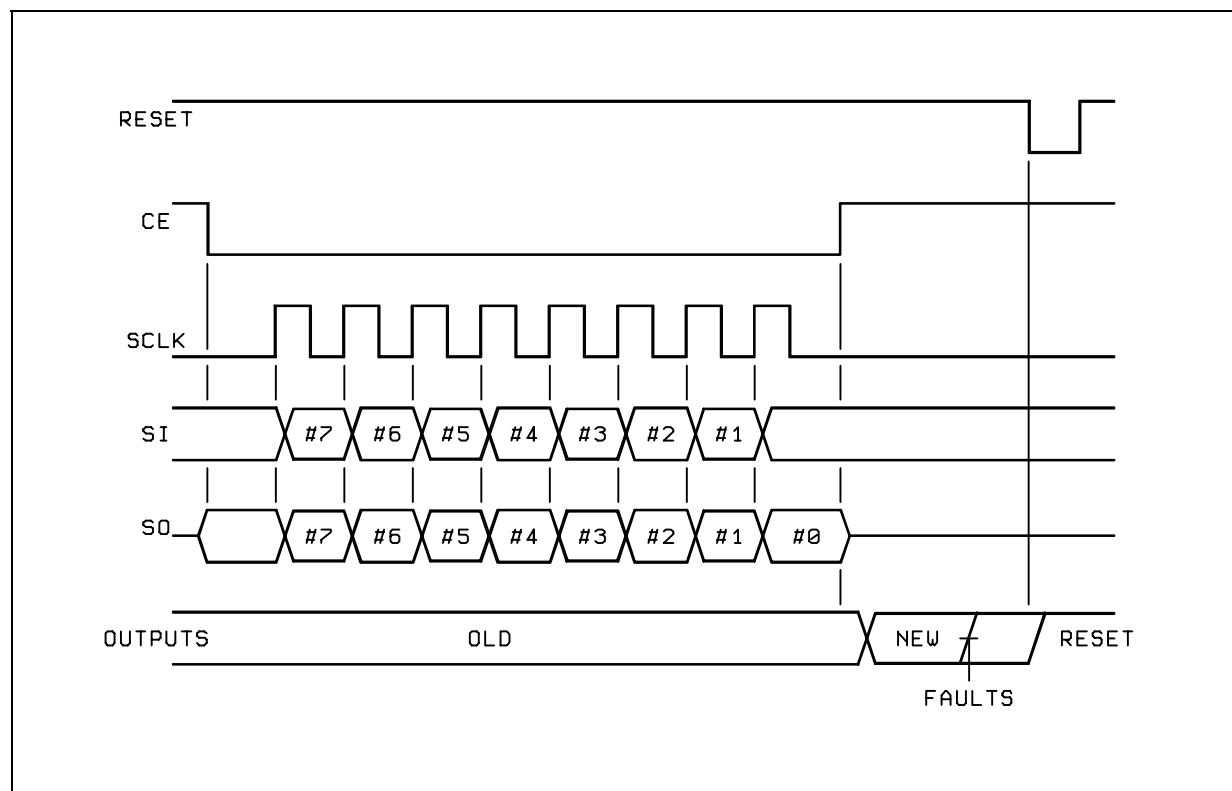 RESET
CE
SCLK
SI #7 #6 #5 #4 #3 #2 #1
SO #7 #6 #5 #4 #3 #2 #1 #0
OUTPUTS OLD NEW RESET
FAULTS